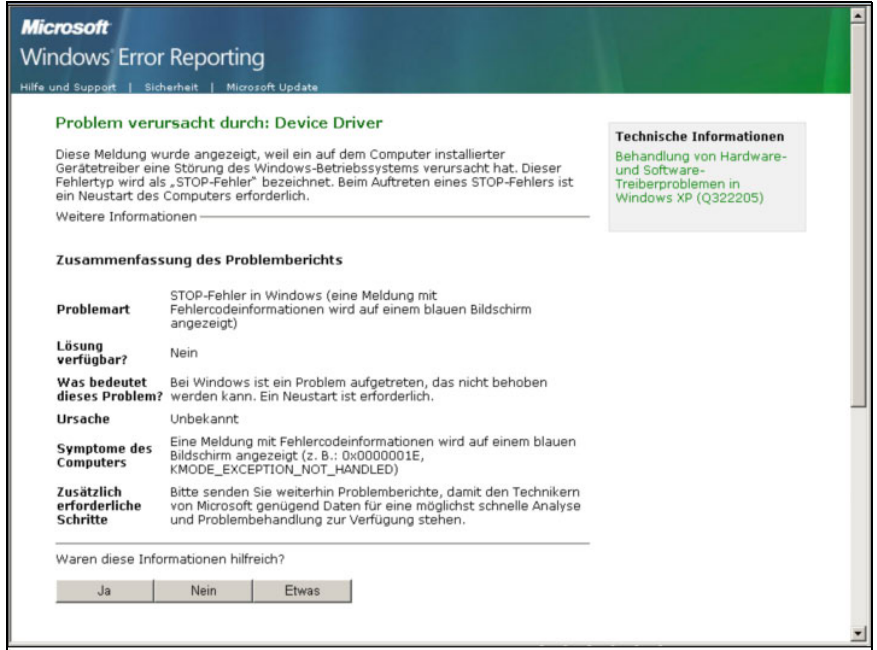 Microsoft
Windows Error Reporting
Hilfe und Support | Sicherheit | Microsoft Update
Problem verursacht durch: Device Driver
Diese Meldung wurde angezeigt, weil ein auf dem Computer installierter
Gerätetreiber eine Störung des Windows-Betriebssystems verursacht hat. Dieser
Fehlertyp wird als „STOP-Fehler“ bezeichnet. Beim Auftreten eines STOP-Fehlers ist
ein Neustart des Computers erforderlich.
Weitere Informationen
Technische Informationen
Behandlung von Hardware-
und Software-
Treiberproblemen in
Windows XP (Q322205)
Zusammenfassung des Problemberichts
Problemart
STOP-Fehler in Windows (eine Meldung mit
Fehlercodeinformationen wird auf einem blauen Bildschirm
angezeigt)
Lösung
verfügbar?
Nein
Was bedeutet
dieses Problem?
Bei Windows ist ein Problem aufgetreten, das nicht behoben
werden kann. Ein Neustart ist erforderlich.
Ursache
Unbekannt
Symptome des
Computers
Eine Meldung mit Fehlercodeinformationen wird auf einem blauen
Bildschirm angezeigt (z. B.: 0x0000001E,
KMODE_EXCEPTION_NOT_HANDLED)
Zusätzlich
erforderliche
Schritte
Bitte senden Sie weiterhin Problemberichte, damit den Technikern
von Microsoft genügend Daten für eine möglichst schnelle Analyse
und Problembehandlung zur Verfügung stehen.
Waren diese Informationen hilfreich?
Ja
Nein
Etwas